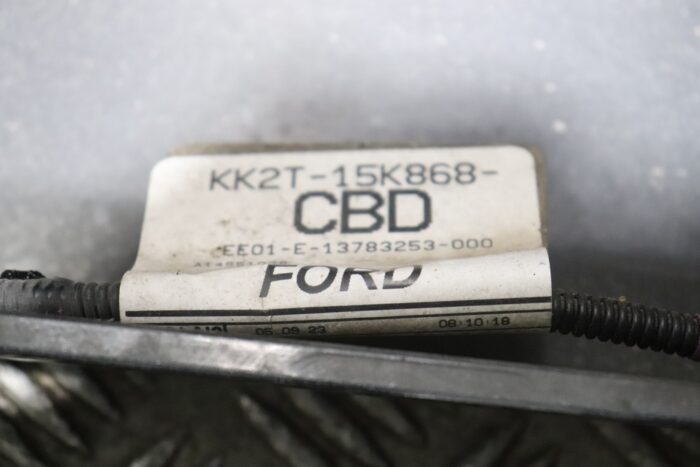 KK2T-15K868-
CBD
EE01-E-13783253-000
FORD
05.09.23 08:10:18